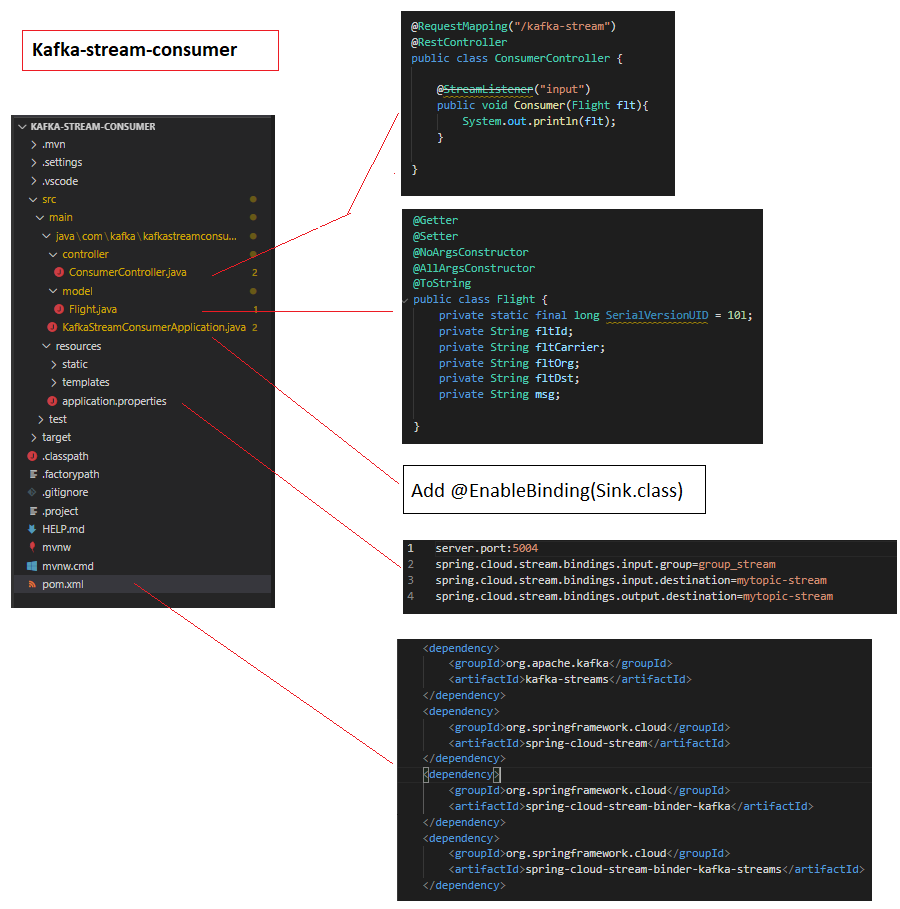 Kafka-stream-consumer
KAFKA-STREAM-CONSUMER
.mvn
.settings
.vscode
src
main
java\com\kafka\kafkastreamconsu...
controller
ConsumerController.java 2
model
Flight.java 1
KafkaStreamConsumerApplication.java 2
resources
static
templates
application.properties
test
target
.classpath
.factorypath
.gitignore
.project
HELP.md
mvnw
mvnw.cmd
pom.xml
@RequestMapping("/kafka-stream")
@RestController
public class ConsumerController {
@StreamListener("input")
public void Consumer(Flight flt){
System.out.println(flt);
}
}
@Getter
@Setter
@NoArgsConstructor
@AllArgsConstructor
@ToString
public class Flight {
private static final long SerialVersionUID = 10l;
private String fltId;
private String fltCarrier;
private String fltOrg;
private String fltDst;
private String msg;
}
Add @EnableBinding(Sink.class)
1 server.port:5004
2 spring.cloud.stream.bindings.input.group=group_stream
3 spring.cloud.stream.bindings.input.destination=mytopic-stream
4 spring.cloud.stream.bindings.output.destination=mytopic-stream
<dependency>
<groupId>org.apache.kafka</groupId>
<artifactId>kafka-streams</artifactId>
</dependency>
<dependency>
<groupId>org.springframework.cloud</groupId>
<artifactId>spring-cloud-stream</artifactId>
</dependency>
<dependency>
<groupId>org.springframework.cloud</groupId>
<artifactId>spring-cloud-stream-binder-kafka</artifactId>
</dependency>
<dependency>
<groupId>org.springframework.cloud</groupId>
<artifactId>spring-cloud-stream-binder-kafka-streams</artifactId>
</dependency>